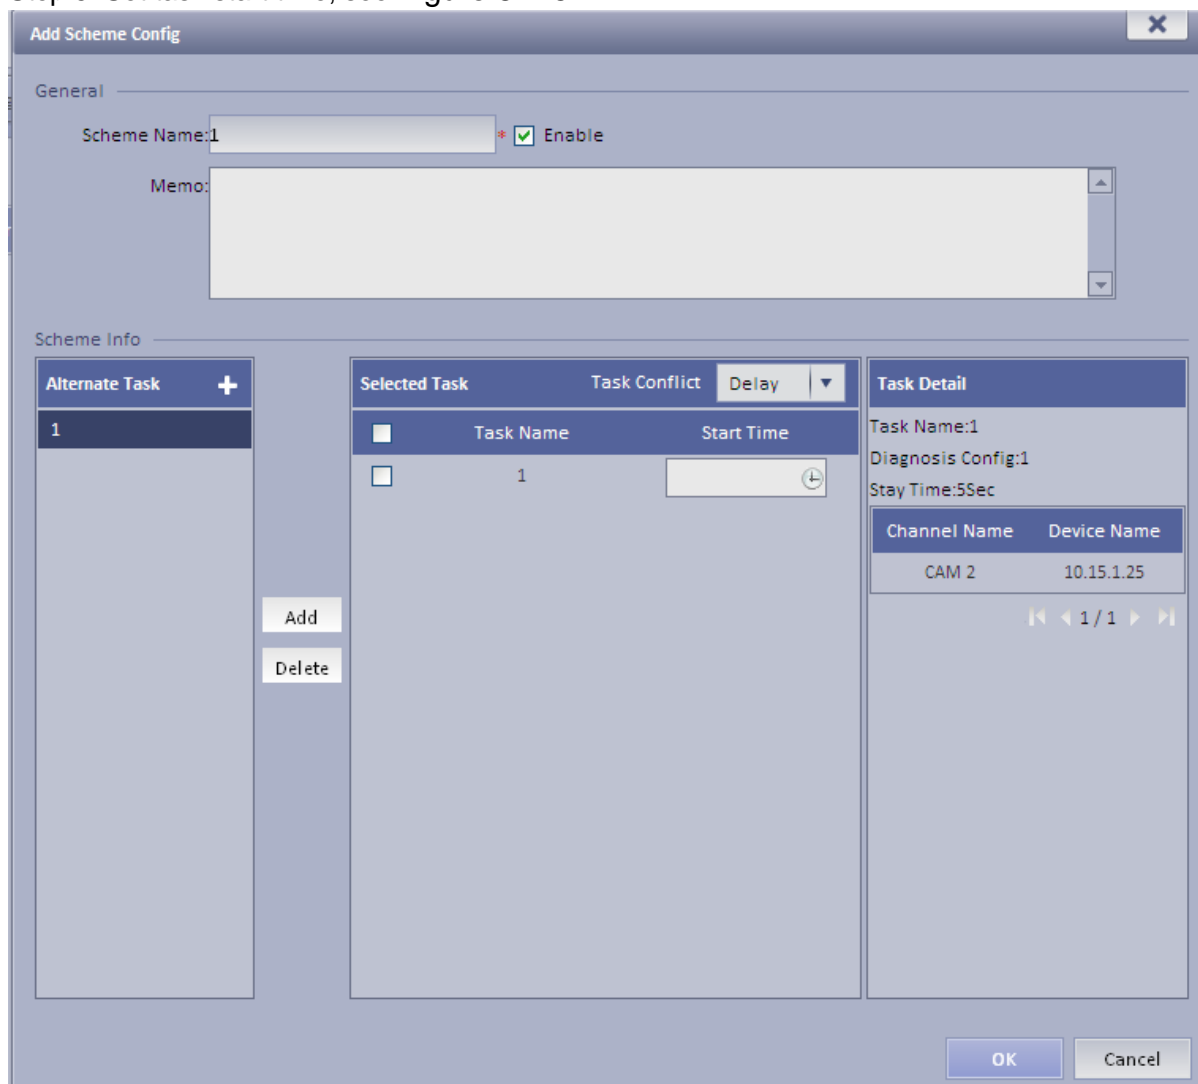 Add Scheme Config
General
Scheme Name:1 * Enable
Memo:
Scheme Info
Alternate Task +
1
Add
Delete
Selected Task Task Conflict Delay
Task Name Start Time
1
Task Detail
Task Name:1
Diagnosis Config:1
Stay Time:5Sec
Channel Name Device Name
CAM 2 10.15.1.25
1 / 1
OK Cancel